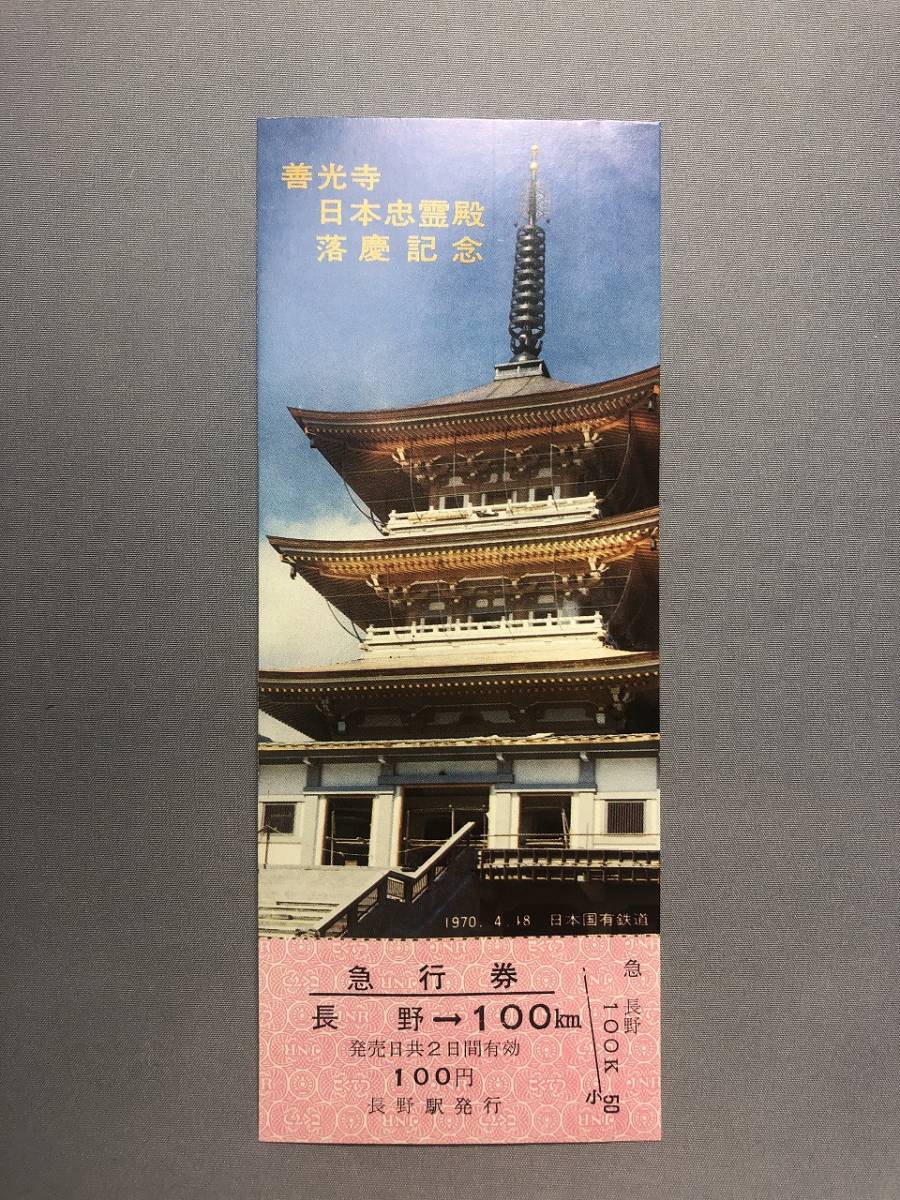 善光寺
日本忠霊殿
落慶記念
1970. 4.18 日本国有鉄道
急行券
長野→100km
発売日共2日間有効
100円
長野駅発行
急 長野
100K
小 50